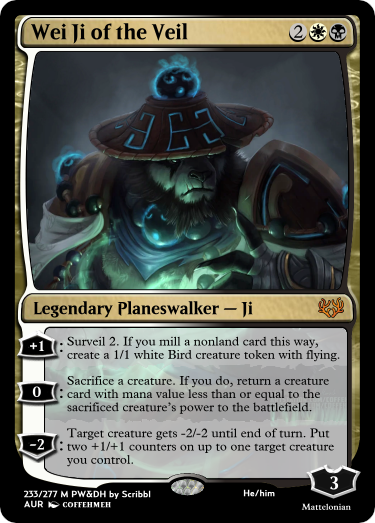 Wei Ji of the Veil 2
Legendary Planeswalker — Ji
+1: Surveil 2. If you mill a nonland card this way,
create a 1/1 white Bird creature token with flying.
0: Sacrifice a creature. If you do, return a creature
card with mana value less than or equal to the
sacrificed creature's power to the battlefield.
-2: Target creature gets -2/-2 until end of turn. Put
two +1/+1 counters on up to one target creature
you control.
3
233/277 M PW&DH by Scribbl He/him
AUR COFFEHMEH Mattelonian